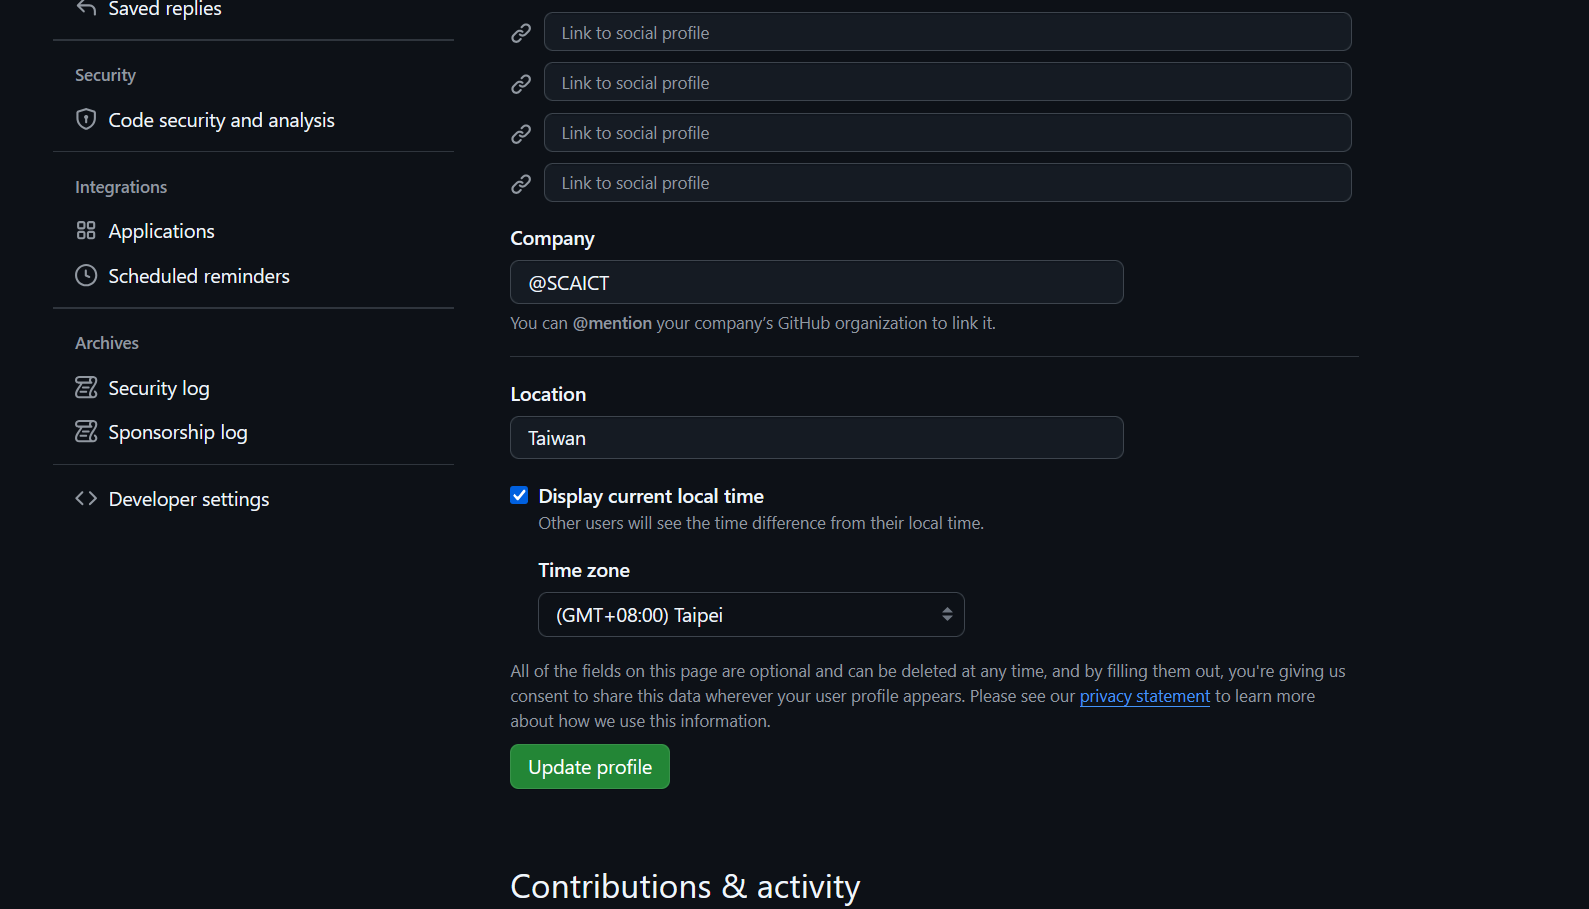 Saved replies
Security
Code security and analysis
Integrations
Applications
Scheduled reminders
Archives
Security log
Sponsorship log
Developer settings
Link to social profile
Link to social profile
Link to social profile
Link to social profile
Company
@SCAICT
You can @mention your company's GitHub organization to link it.
Location
Taiwan
Display current local time
Other users will see the time difference from their local time.
Time zone
(GMT+08:00) Taipei
All of the fields on this page are optional and can be deleted at any time, and by filling them out, you're giving us
consent to share this data wherever your user profile appears. Please see our privacy statement to learn more
about how we use this information.
Update profile
Contributions & activity